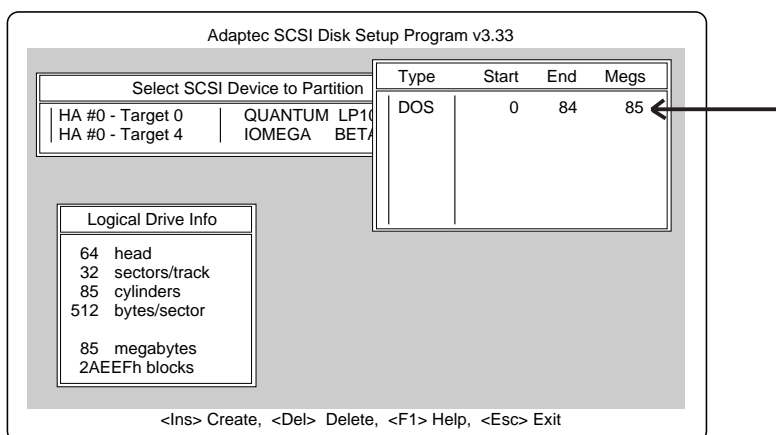 Adaptec SCSI Disk Setup Program v3.33
Select SCSI Device to Partition
HA #0 - Target 0 QUANTUM LP10
HA #0 - Target 4 IOMEGA BETA
Type Start End Megs
DOS 0 84 85
Logical Drive Info
64 head
32 sectors/track
85 cylinders
512 bytes/sector
85 megabytes
2AEEFh blocks
<Ins> Create, <Del> Delete, <F1> Help, <Esc> Exit